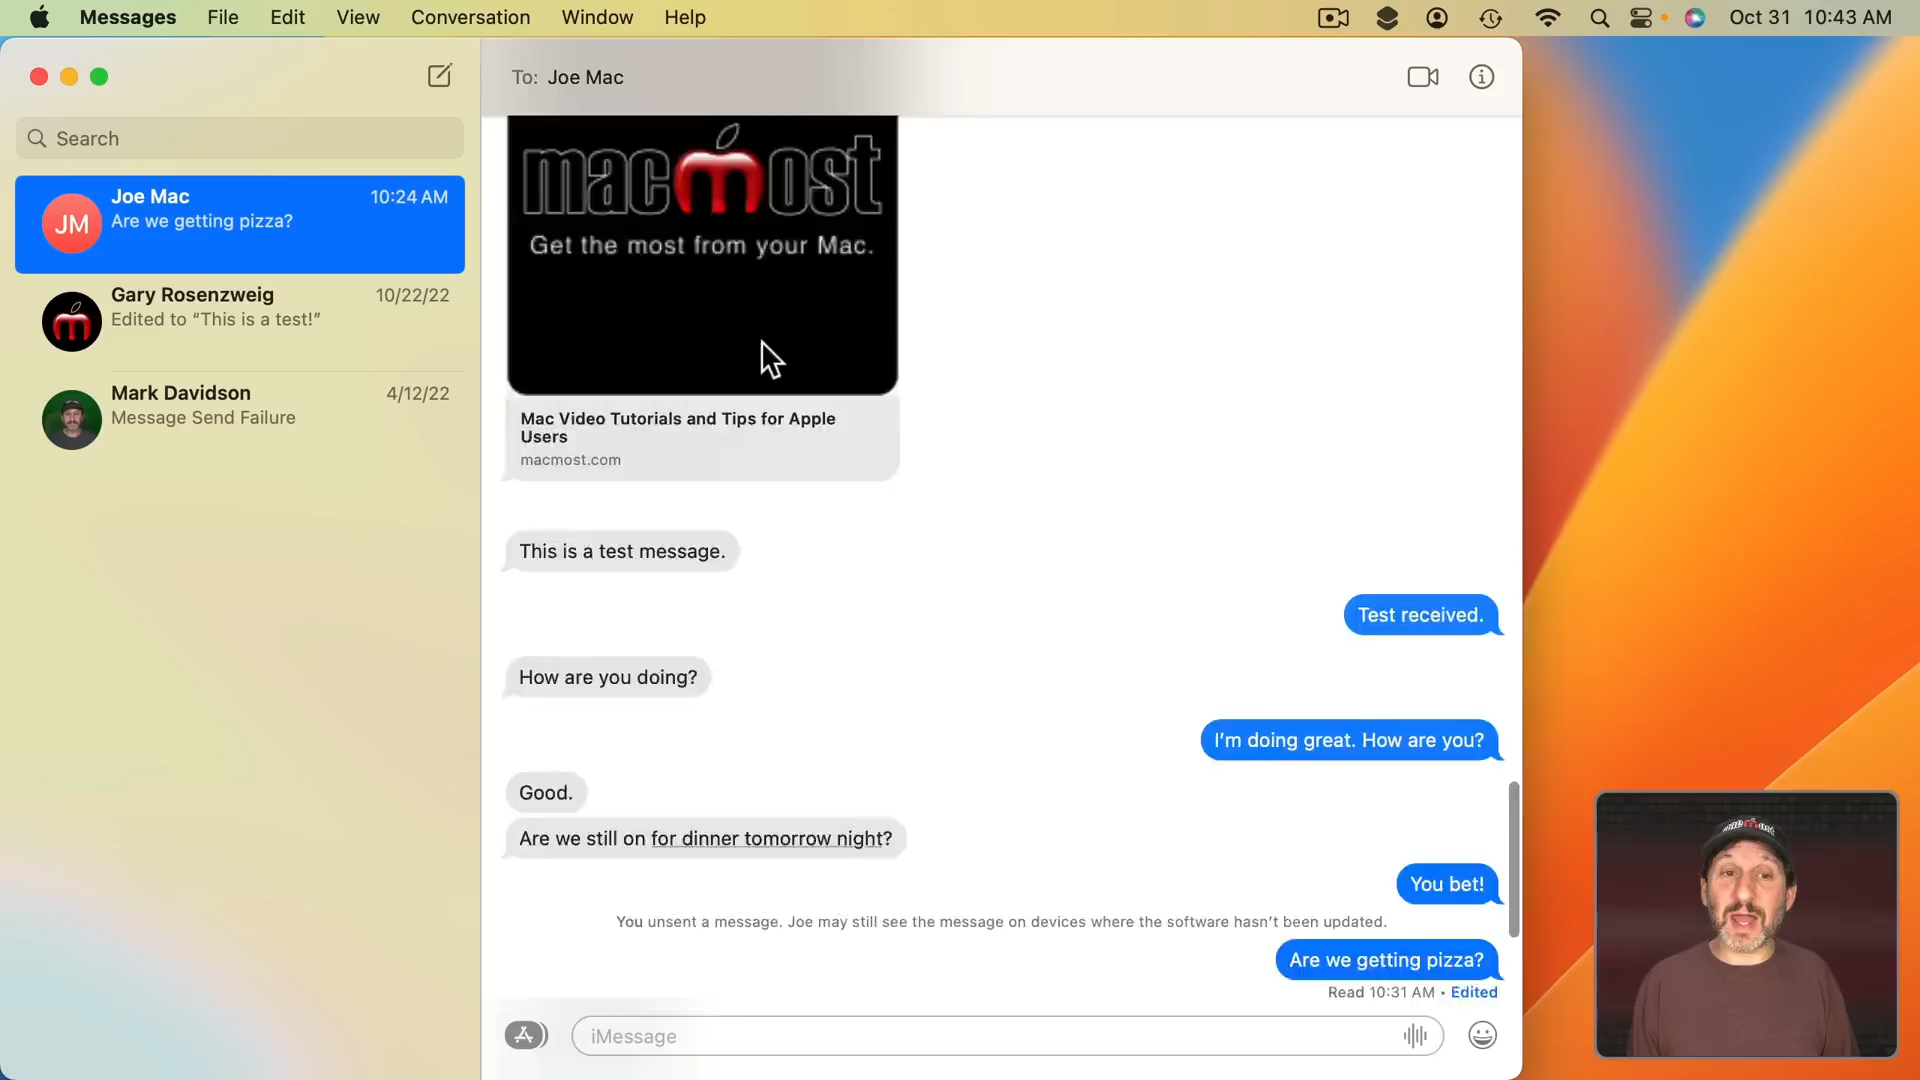 Messages File Edit View Conversation Window Help Oct 31 10:43 AM
Search
Joe Mac 10:24 AM
JM
Are we getting pizza?
Gary Rosenzweig 10/22/22
Edited to “This is a test!”
Mark Davidson 4/12/22
Message Send Failure
To: Joe Mac
macmost
Get the most from your Mac.
Mac Video Tutorials and Tips for Apple
Users
macmost.com
This is a test message.
Test received.
How are you doing?
I’m doing great. How are you?
Good.
Are we still on for dinner tomorrow night?
You bet!
You unsent a message. Joe may still see the message on devices where the software hasn’t been updated.
Are we getting pizza?
Read 10:31 AM • Edited
iMessage
macmost